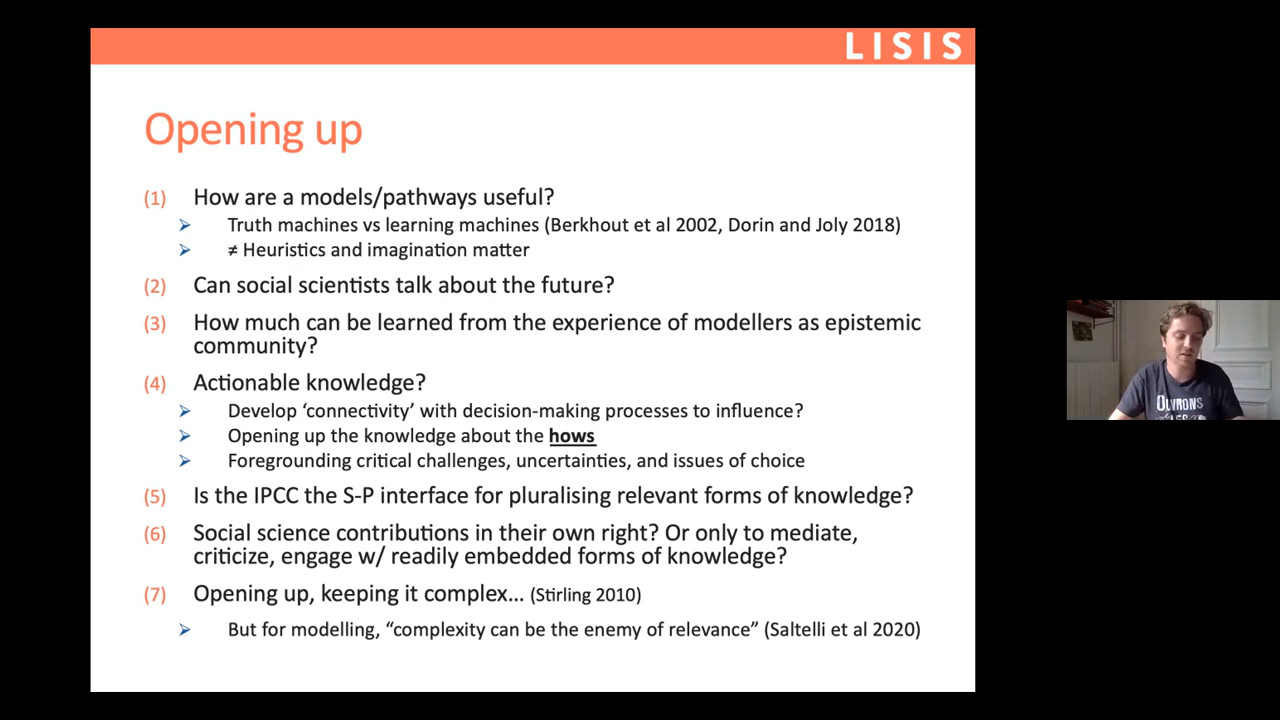 LISIS
Opening up
(1) How are a models/pathways useful?
➢ Truth machines vs learning machines (Berkhout et al 2002, Dorin and Joly 2018)
➢ ≠ Heuristics and imagination matter
(2) Can social scientists talk about the future?
(3) How much can be learned from the experience of modellers as epistemic
community?
(4) Actionable knowledge?
➢ Develop ‘connectivity’ with decision-making processes to influence?
➢ Opening up the knowledge about the hows
➢ Foregrounding critical challenges, uncertainties, and issues of choice
(5) Is the IPCC the S-P interface for pluralising relevant forms of knowledge?
(6) Social science contributions in their own right? Or only to mediate,
criticize, engage w/ readily embedded forms of knowledge?
(7) Opening up, keeping it complex... (Stirling 2010)
➢ But for modelling, “complexity can be the enemy of relevance” (Saltelli et al 2020)
OUVRONS